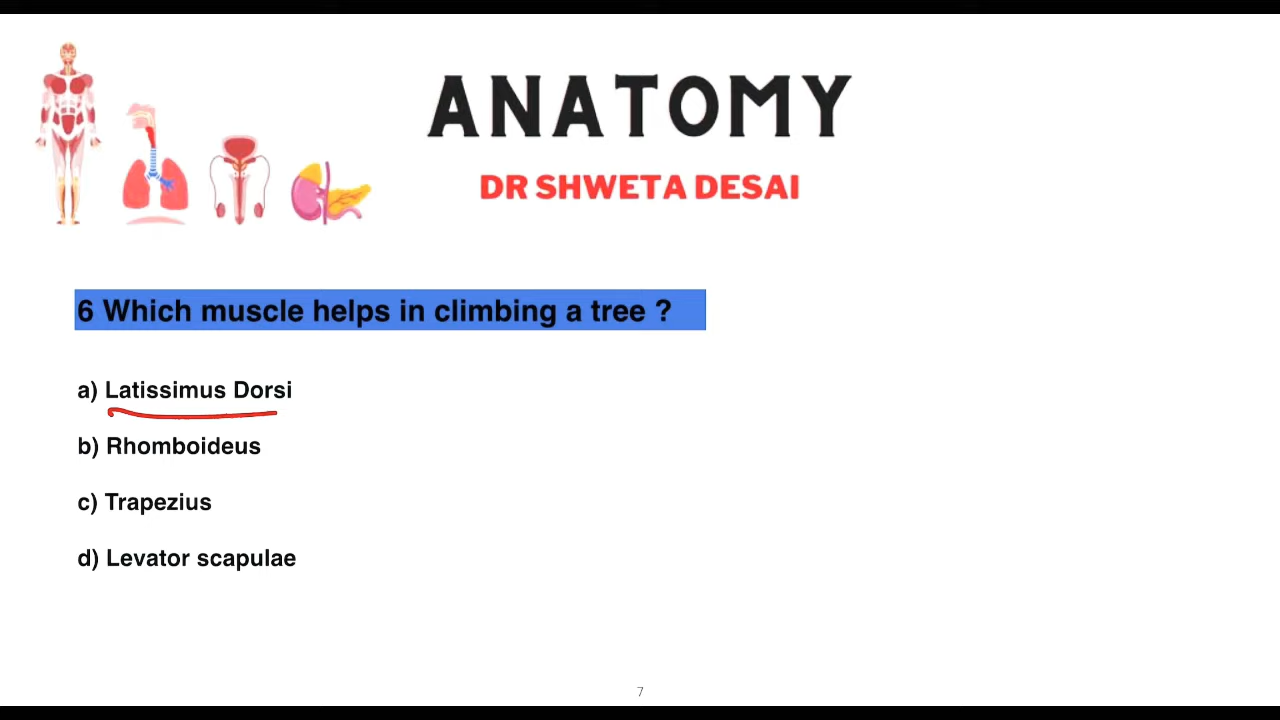 ANATOMY
DR SHWETA DESAI
6 Which muscle helps in climbing a tree ?
a) Latissimus Dorsi
b) Rhomboideus
c) Trapezius
d) Levator scapulae
7